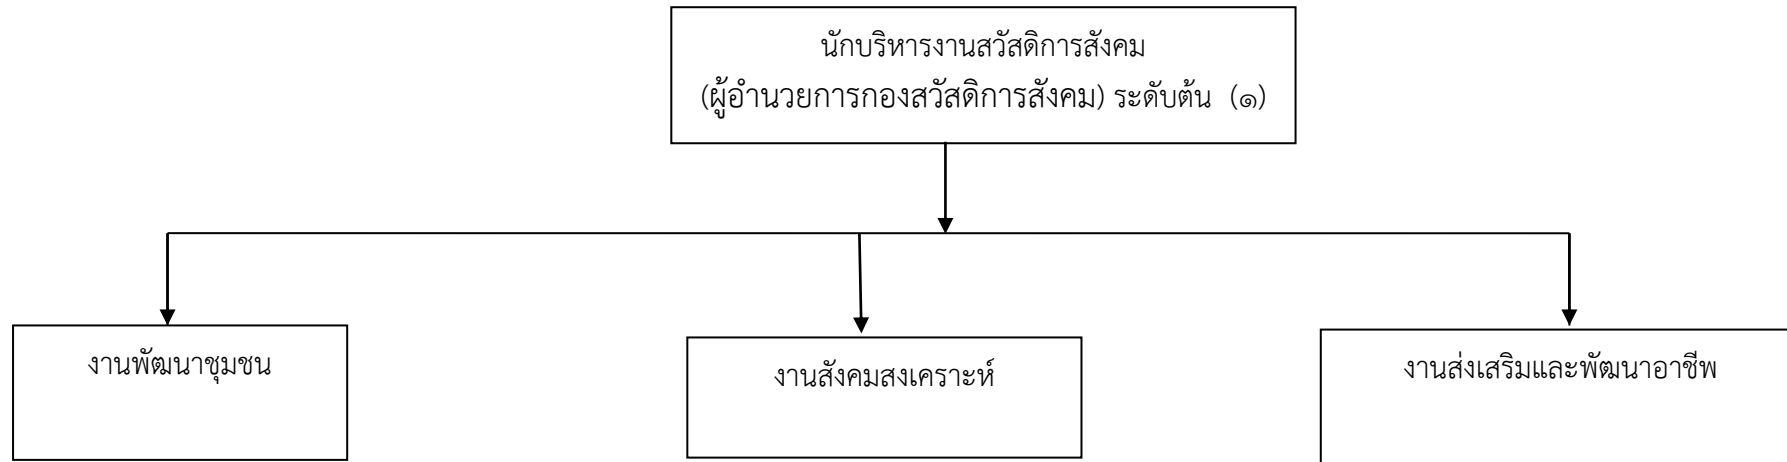 นักบริหารงานสวัสดิการสังคม
(ผู้อำนวยการกองสวัสดิการสังคม) ระดับต้น (๑)
งานพัฒนาชุมชน
งานสังคมสงเคราะห์
งานส่งเสริมและพัฒนาอาชีพ